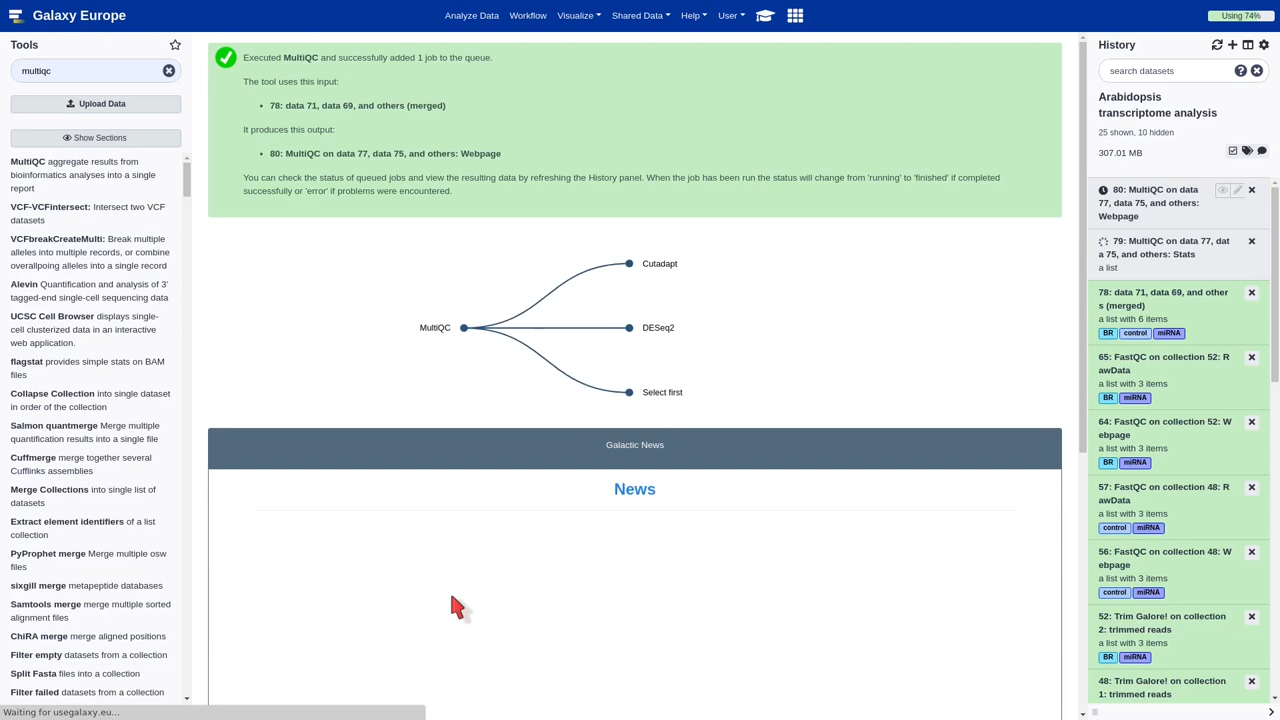 Galaxy Europe
Analyze Data
Workflow
Visualize
Shared Data
Help
User
Using 74%
Tools
multiqc
Upload Data
Show Sections
MultiQC aggregate results from
bioinformatics analyses into a single
report
VCF-VCFintersect: Intersect two VCF
datasets
VCFbreakCreateMulti: Break multiple
alleles into multiple records, or combine
overallpoing alleles into a single record
Alevin Quantification and analysis of 3'
tagged-end single-cell sequencing data
UCSC Cell Browser displays single-
cell clusterized data in an interactive
web application.
flagstat provides simple stats on BAM
files
Collapse Collection into single dataset
in order of the collection
Salmon quantmerge Merge multiple
quantification results into a single file
Cuffmerge merge together several
Cufflinks assemblies
Merge Collections into single list of
datasets
Extract element identifiers of a list
collection
PyProphet merge Merge multiple osw
files
sixgill merge metapeptide databases
Samtools merge merge multiple sorted
alignment files
ChiRA merge merge aligned positions
Filter empty datasets from a collection
Split Fasta files into a collection
Filter failed datasets from a collection
Waiting for usegalaxy.eu...
Executed MultiQC and successfully added 1 job to the queue.
The tool uses this input:
• 78: data 71, data 69, and others (merged)
It produces this output:
• 80: MultiQC on data 77, data 75, and others: Webpage
You can check the status of queued jobs and view the resulting data by refreshing the History panel. When the job has been run the status will change from 'running' to 'finished' if completed
successfully or 'error' if problems were encountered.
Cutadapt
MultiQC
DESeq2
Select first
Galactic News
News
History
search datasets
Arabidopsis
transcriptome analysis
25 shown, 10 hidden
307.01 MB
80: MultiQC on data
77, data 75, and others:
Webpage
79: MultiQC on data 77, dat
a 75, and others: Stats
a list
78: data 71, data 69, and other
s (merged)
a list with 6 items
BR control miRNA
65: FastQC on collection 52: R
awData
a list with 3 items
BR miRNA
64: FastQC on collection 52: W
ebpage
a list with 3 items
BR miRNA
57: FastQC on collection 48: R
awData
a list with 3 items
control miRNA
56: FastQC on collection 48: W
ebpage
a list with 3 items
control miRNA
52: Trim Galore! on collection
2: trimmed reads
a list with 3 items
BR miRNA
48: Trim Galore! on collection
1: trimmed reads